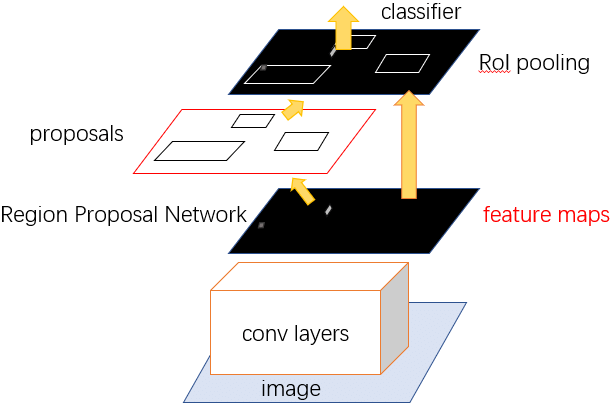 classifier
RoI pooling
proposals
Region Proposal Network
feature maps
conv layers
image